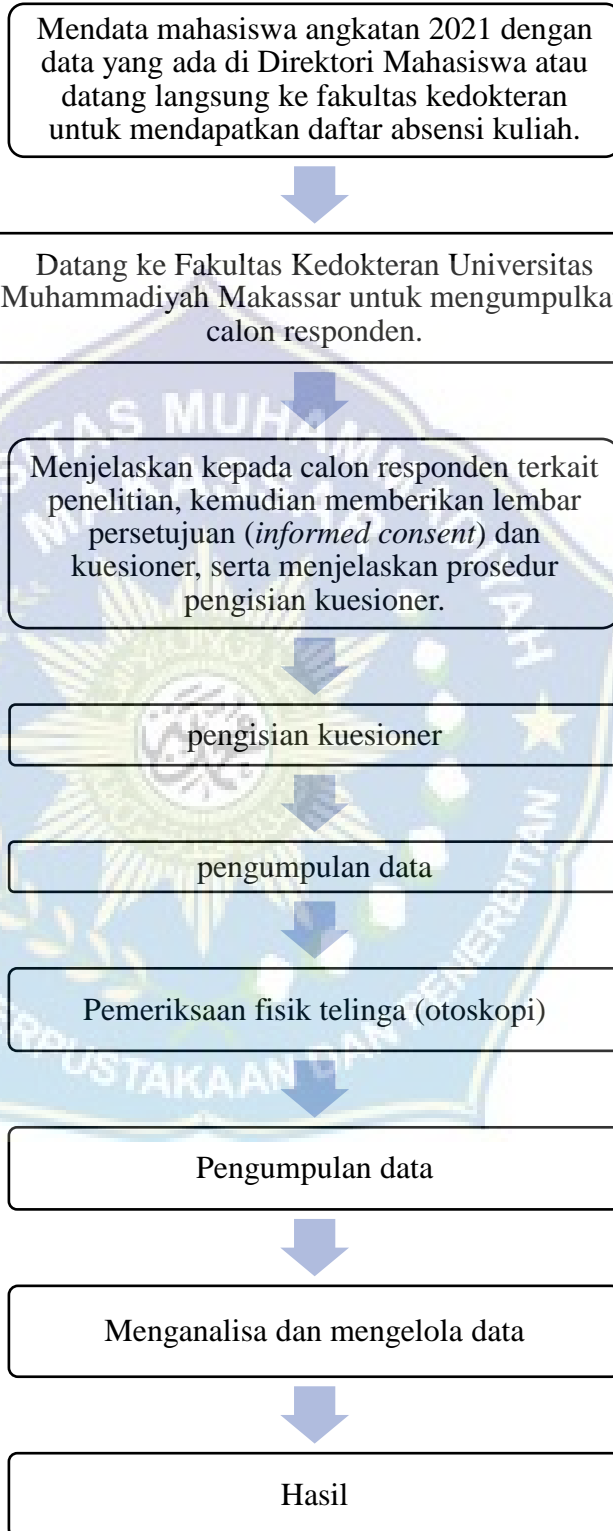 Mendata mahasiswa angkatan 2021 dengan
data yang ada di Direktori Mahasiswa atau
datang langsung ke fakultas kedokteran
untuk mendapatkan daftar absensi kuliah.
Datang ke Fakultas Kedokteran Universitas
Muhammadiyah Makassar untuk mengumpulka
calon responden.
Menjelaskan kepada calon responden terkait
penelitian, kemudian memberikan lembar
persetujuan (informed consent) dan
kuesioner, serta menjelaskan prosedur
pengisian kuesioner.
pengisian kuesioner
pengumpulan data
Pemeriksaan fisik telinga (otoskopi)
Pengumpulan data
Menganalisa dan mengelola data
Hasil